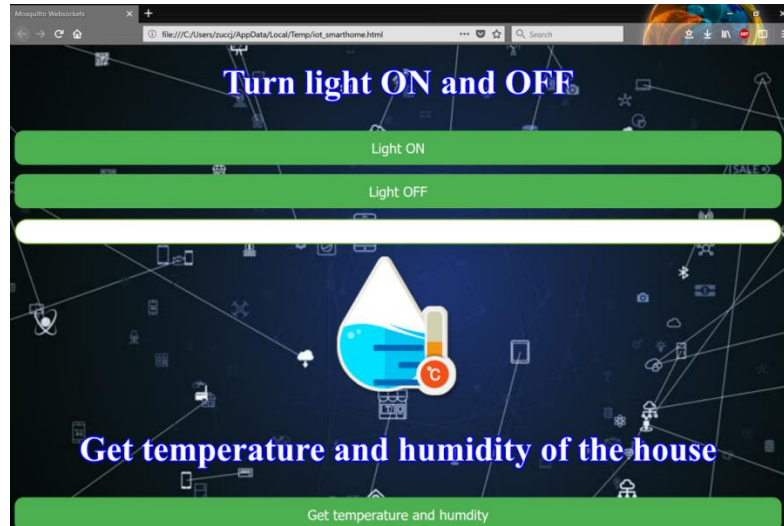 Mosquitto Websockets
file:///C:/Users/zuccj/AppData/Local/Temp/iot_smarthome.html
Search
Turn light ON and OFF
Light ON
Light OFF
SALE
°C
Get temperature and humidity of the house
Get temperature and humdity